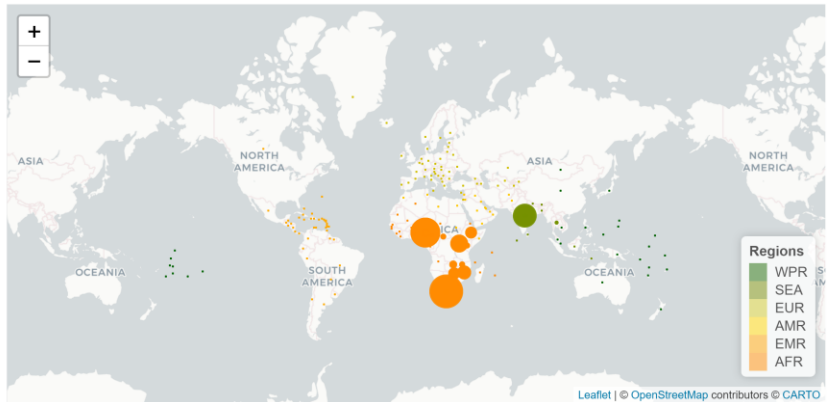 +
−
ASIA
NORTH
AMERICA
ASIA
NORTH
AMERICA
ICA
OCEANIA
SOUTH
AMERICA
OCEANIA
Regions
WPR
SEA
EUR
AMR
EMR
AFR
Leaflet | © OpenStreetMap contributors © CARTO